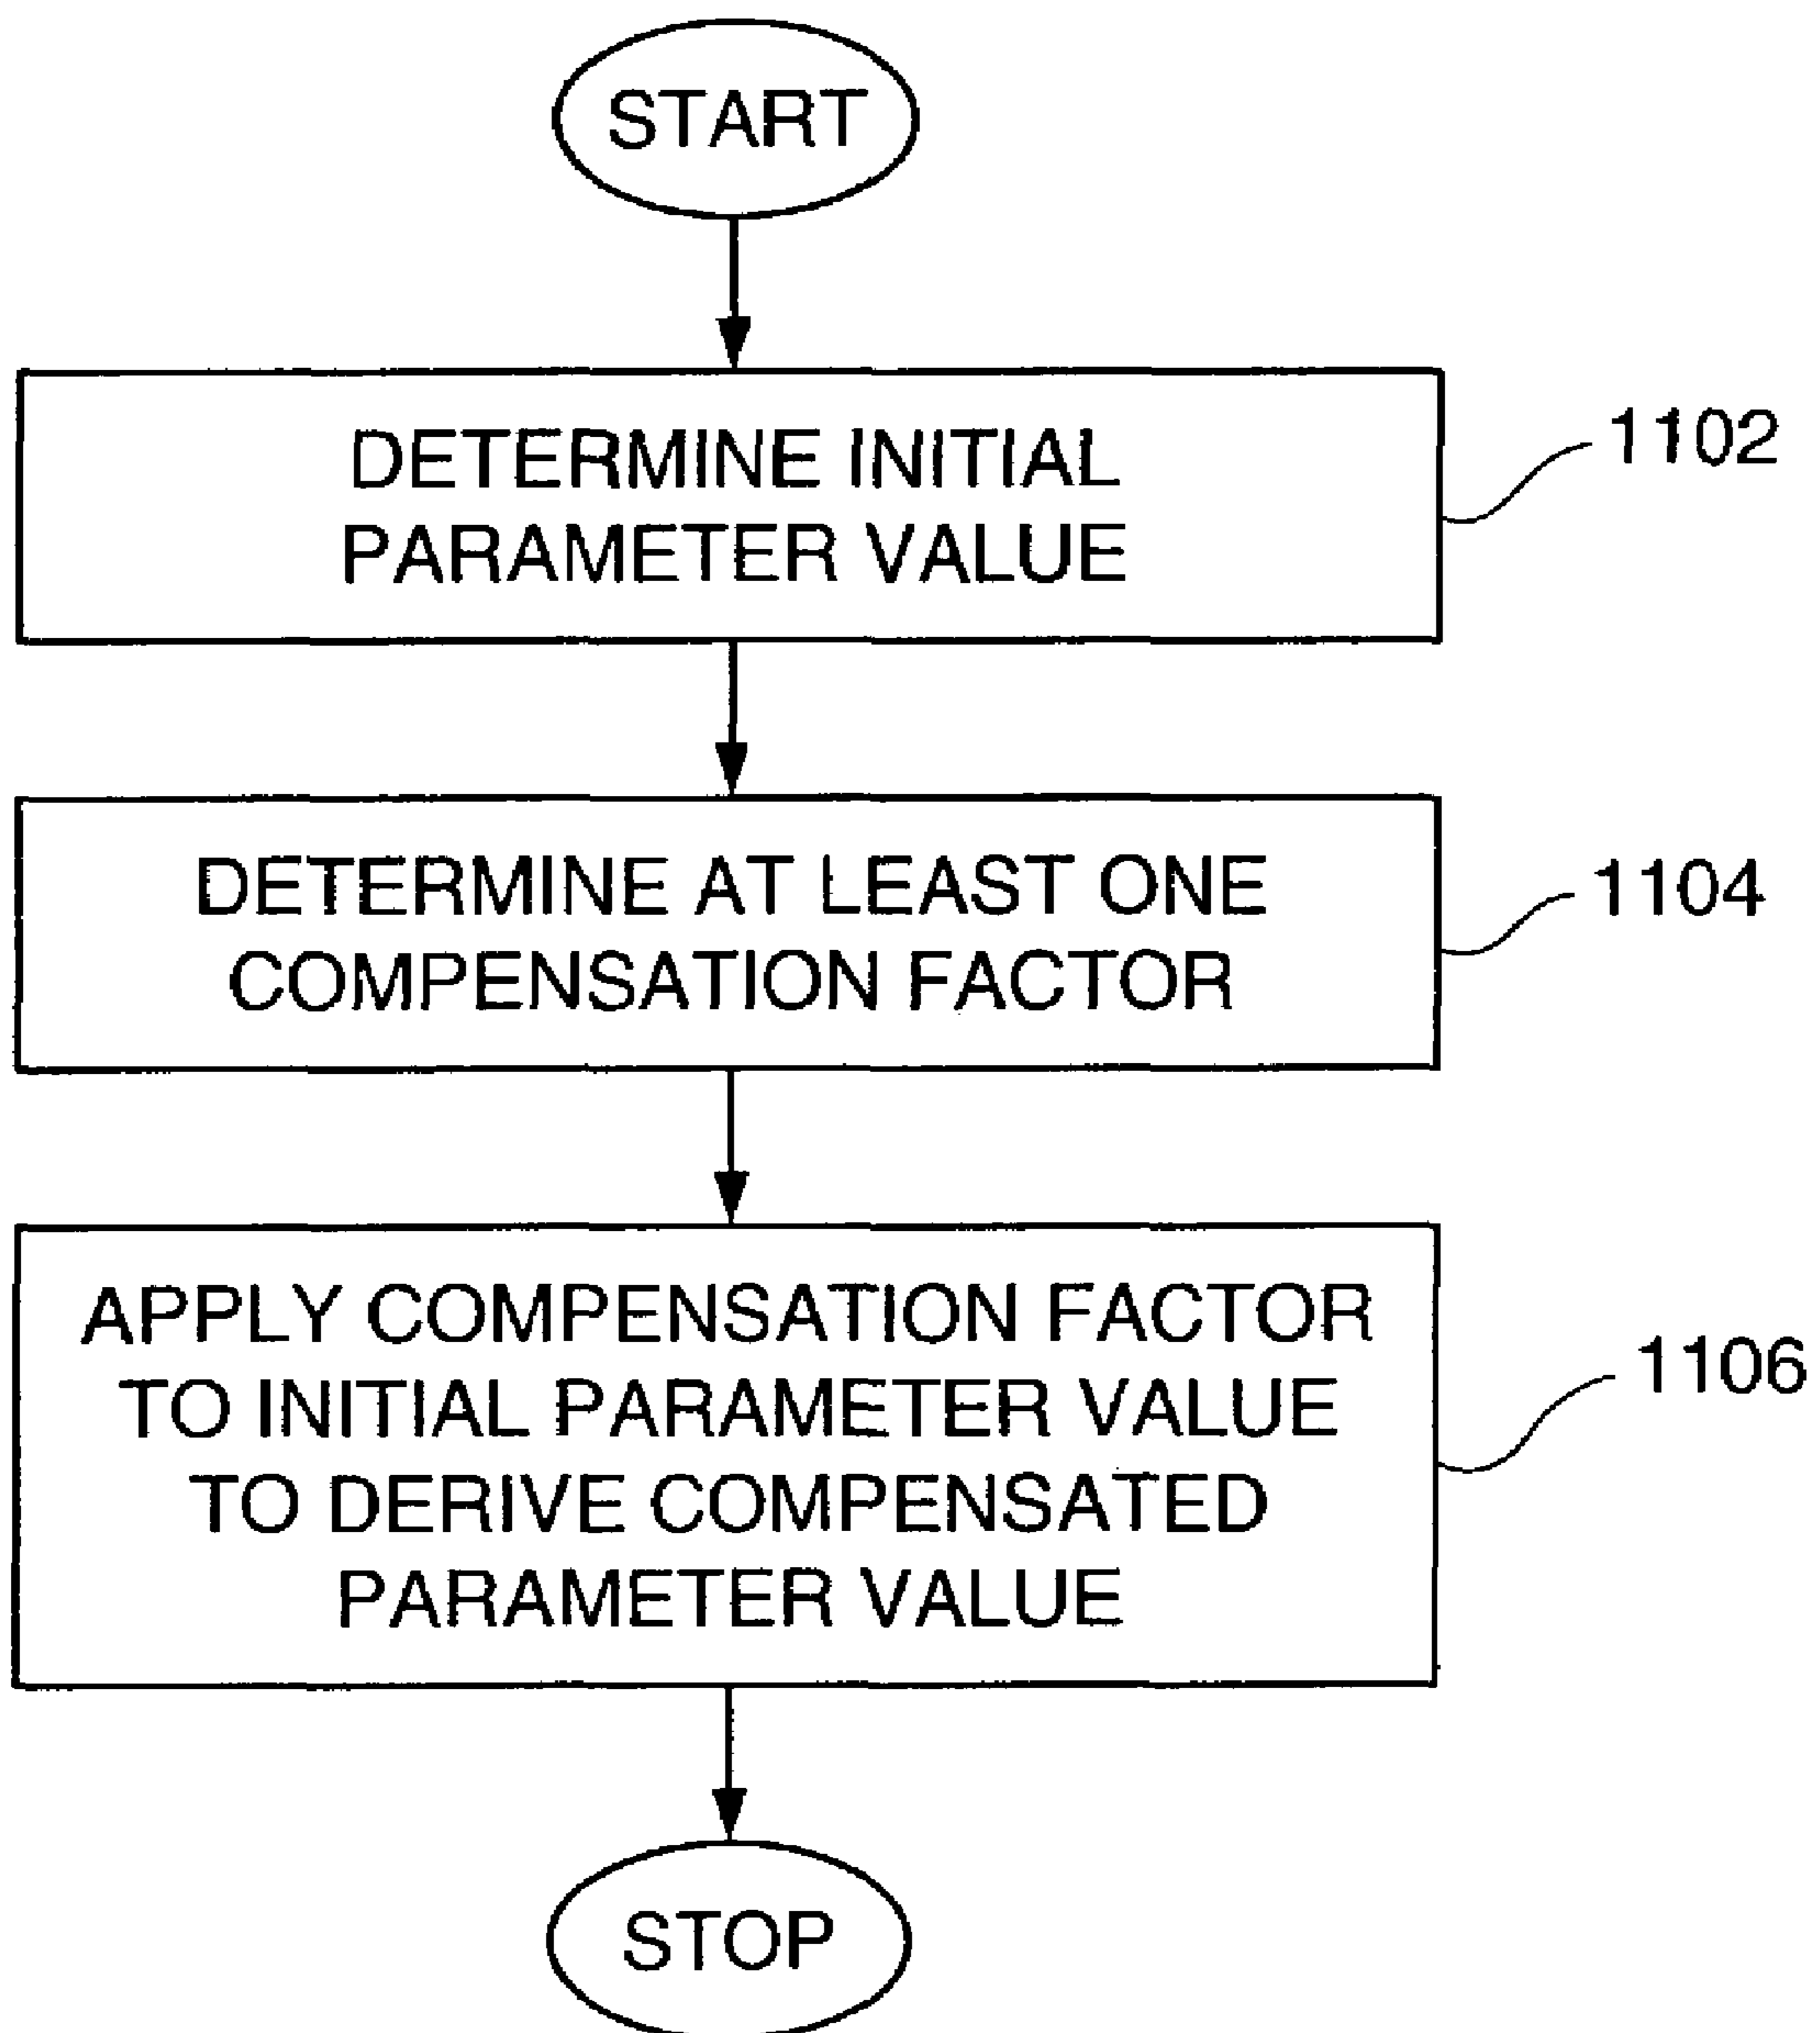 START
DETERMINE INITIAL
PARAMETER VALUE
1102
DETERMINE AT LEAST ONE
COMPENSATION FACTOR
1104
APPLY COMPENSATION FACTOR
TO INITIAL PARAMETER VALUE
TO DERIVE COMPENSATED
PARAMETER VALUE
1106
STOP